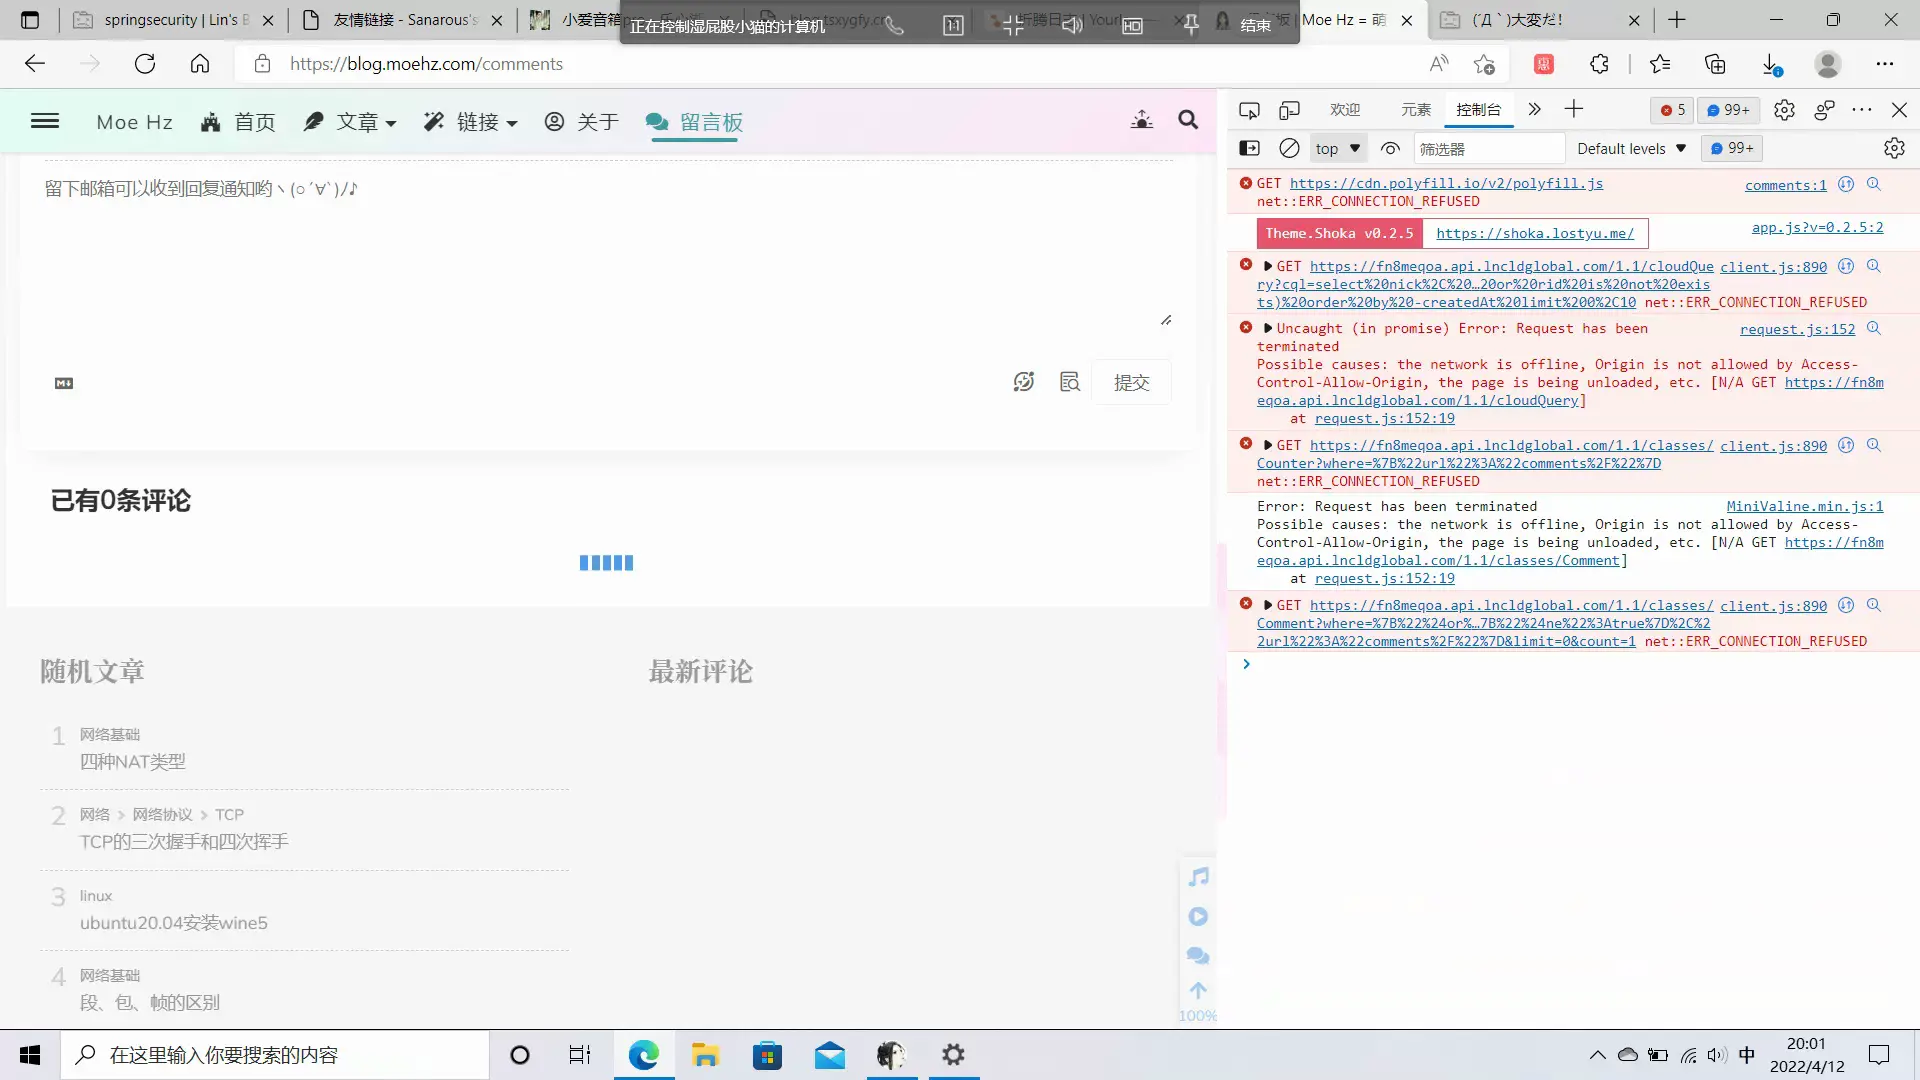 springsecurity | Lin's B
友情链接 - Sanarous's
小爱音箱
正在控制湿屁股小猫的计算机
结束
Moe Hz = 萌
(´Д｀)大変だ!
https://blog.moehz.com/comments
Moe Hz 首页 文章 链接 关于 留言板
留下邮箱可以收到回复通知哟ヽ(○´∀`)ﾉ♪
提交
已有0条评论
随机文章
1 网络基础
四种NAT类型
2 网络 > 网络协议 > TCP
TCP的三次握手和四次挥手
3 linux
ubuntu20.04安装wine5
4 网络基础
段、包、帧的区别
最新评论
100%
欢迎 元素 控制台 5 99+
top 筛选器 Default levels 99+
GET https://cdn.polyfill.io/v2/polyfill.js comments:1
net::ERR_CONNECTION_REFUSED
Theme.Shoka v0.2.5 https://shoka.lostyu.me/ app.js?v=0.2.5:2
GET https://fn8meqoa.api.lncldglobal.com/1.1/cloudQue client.js:890
ry?cql=select%20nick%2C%20…20or%20rid%20is%20not%20exis
ts)%20order%20by%20-createdAt%20limit%200%2C10 net::ERR_CONNECTION_REFUSED
Uncaught (in promise) Error: Request has been request.js:152
terminated
Possible causes: the network is offline, Origin is not allowed by Access-
Control-Allow-Origin, the page is being unloaded, etc. [N/A GET https://fn8m
eqoa.api.lncldglobal.com/1.1/cloudQuery]
at request.js:152:19
GET https://fn8meqoa.api.lncldglobal.com/1.1/classes/ client.js:890
Counter?where=%7B%22url%22%3A%22comments%2F%22%7D
net::ERR_CONNECTION_REFUSED
Error: Request has been terminated MiniValine.min.js:1
Possible causes: the network is offline, Origin is not allowed by Access-
Control-Allow-Origin, the page is being unloaded, etc. [N/A GET https://fn8m
eqoa.api.lncldglobal.com/1.1/classes/Comment]
at request.js:152:19
GET https://fn8meqoa.api.lncldglobal.com/1.1/classes/ client.js:890
Comment?where=%7B%22%24or%…7B%22%24ne%22%3Atrue%7D%2C%2
2url%22%3A%22comments%2F%22%7D&limit=0&count=1 net::ERR_CONNECTION_REFUSED
在这里输入你要搜索的内容
中
20:01
2022/4/12